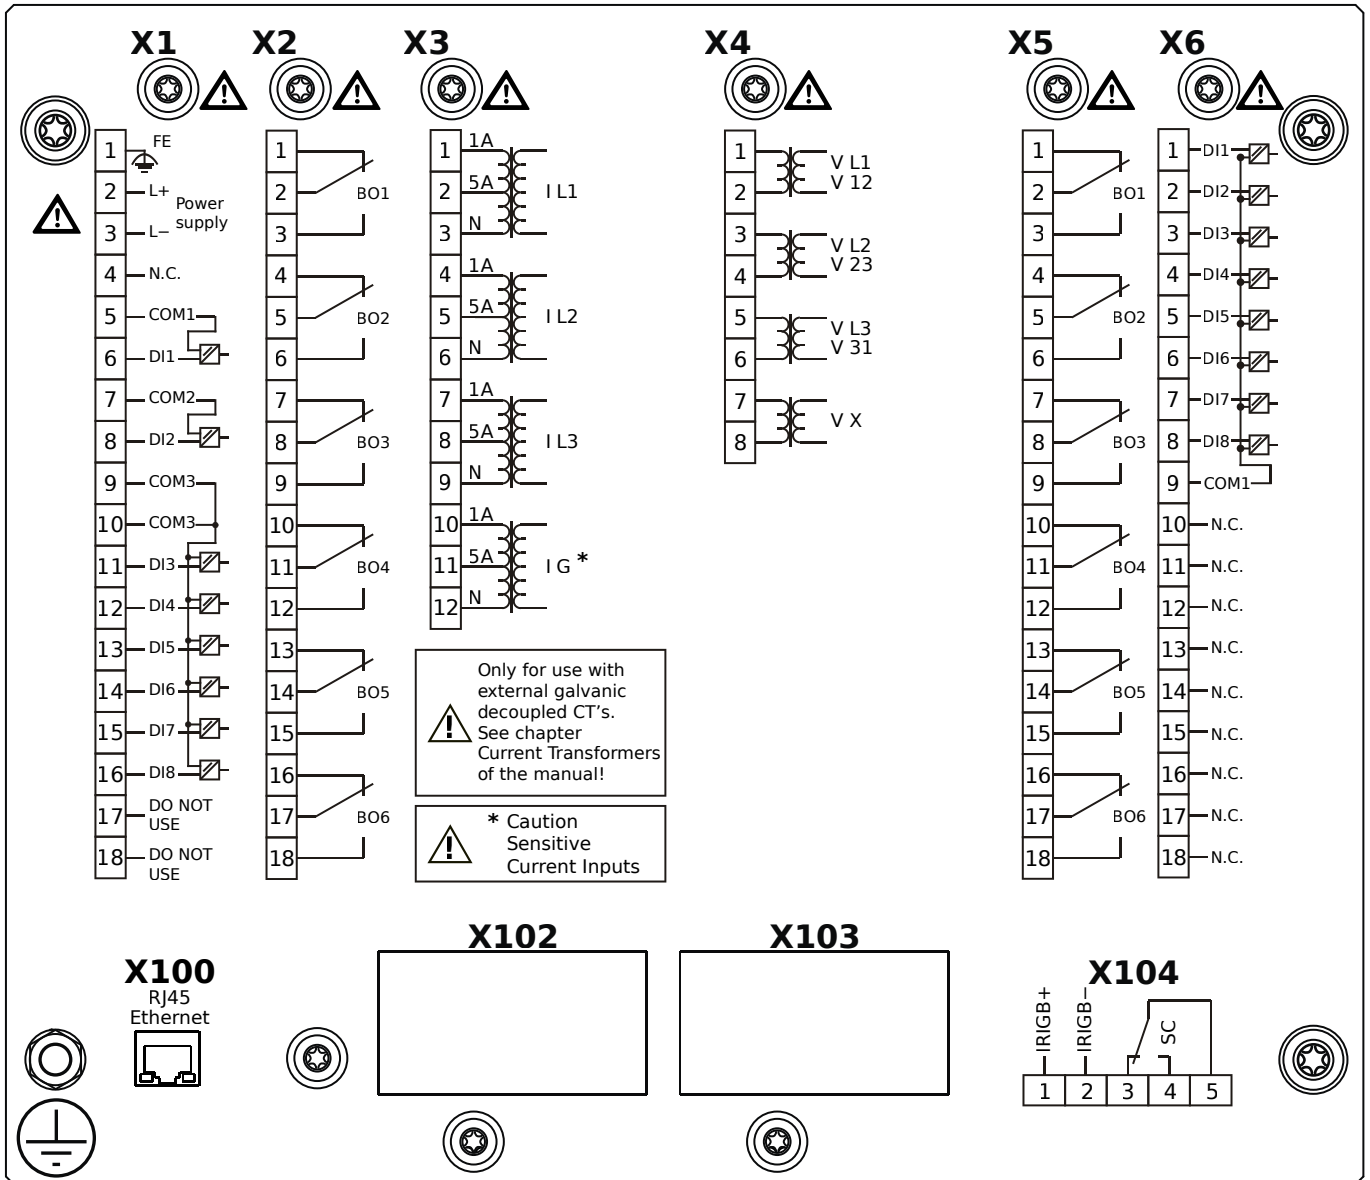 X1
X2
X3
X4
X5
X6
1 FE
2 L+
Power
supply
3 L−
4 N.C.
5 COM1
6 DI1
7 COM2
8 DI2
9 COM3
10 COM3
11 DI3
12 DI4
13 DI5
14 DI6
15 DI7
16 DI8
17 DO NOT
USE
18 DO NOT
USE
1
2 BO1
3
4
5 BO2
6
7
8 BO3
9
10
11 BO4
12
13
14 BO5
15
16
17 BO6
18
1 1A
2 5A I L1
3 N
4 1A
5 5A I L2
6 N
7 1A
8 5A I L3
9 N
10 1A
11 5A I G *
12 N
Only for use with
external galvanic
decoupled CT's.
See chapter
Current Transformers
of the manual!
* Caution
Sensitive
Current Inputs
1 V L1
2 V 12
3 V L2
4 V 23
5 V L3
6 V 31
7 V X
8
1
2 BO1
3
4
5 BO2
6
7
8 BO3
9
10
11 BO4
12
13
14 BO5
15
16
17 BO6
18
1 DI1
2 DI2
3 DI3
4 DI4
5 DI5
6 DI6
7 DI7
8 DI8
9 COM1
10 N.C.
11 N.C.
12 N.C.
13 N.C.
14 N.C.
15 N.C.
16 N.C.
17 N.C.
18 N.C.
X100
RJ45
Ethernet
X102
X103
X104
IRIGB+
IRIGB−
SC
1 2 3 4 5